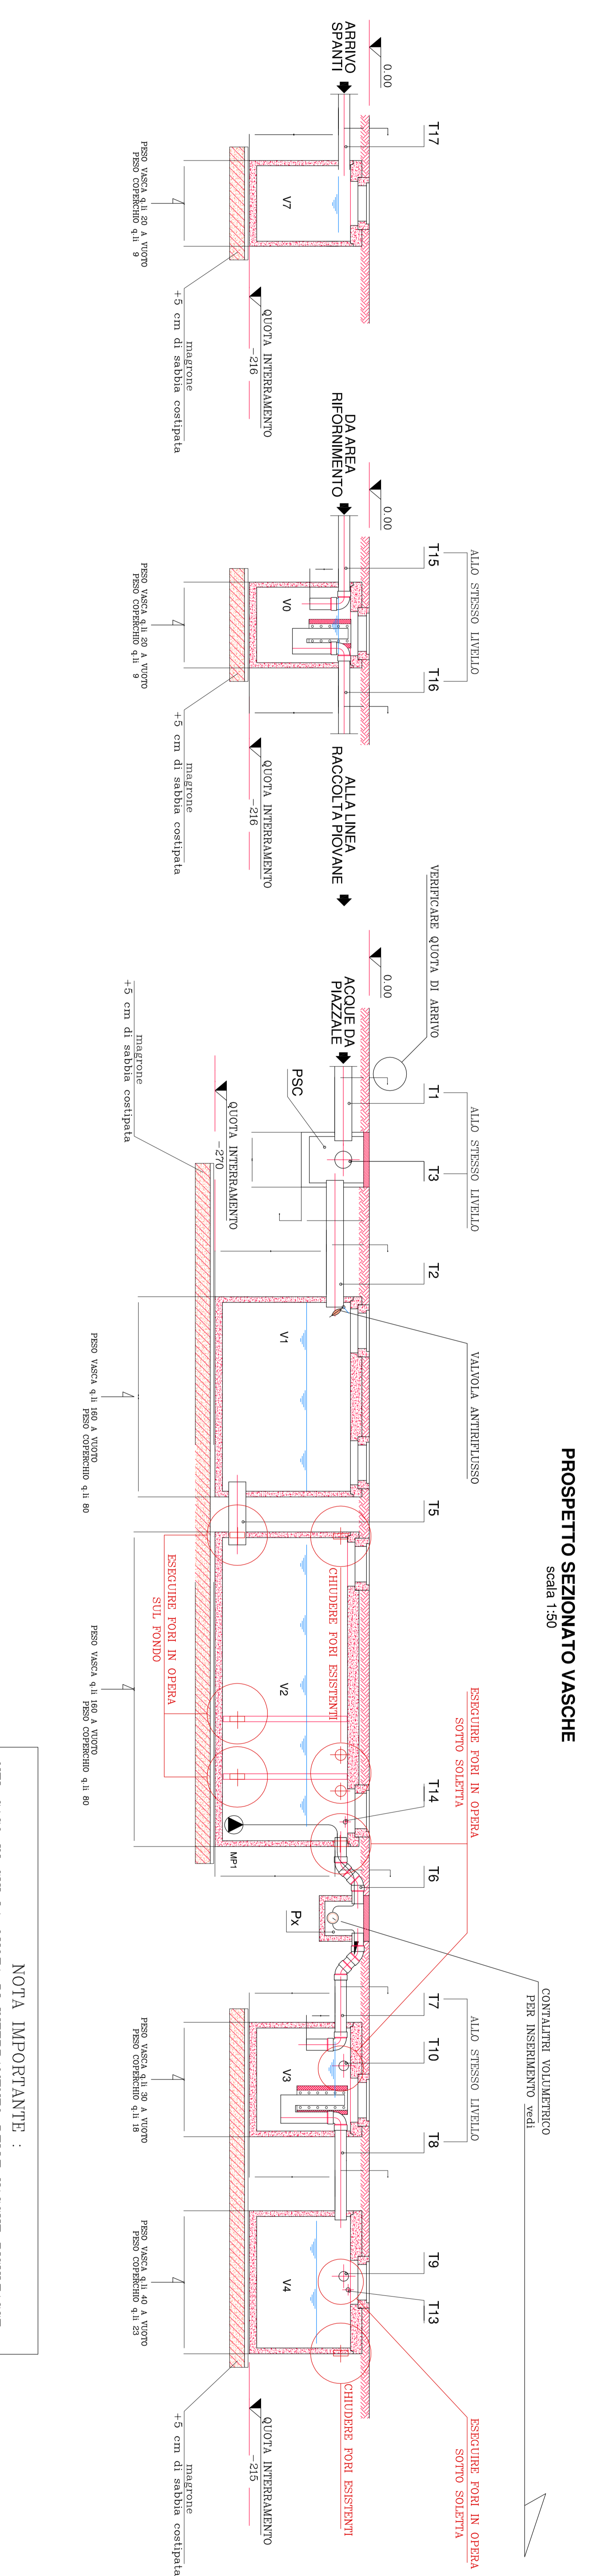 PROSPETTO SEZIONATO VASCHE
scala 1:50
ARRIVO
SPANTI
0.00
T17
V7
PESO VASCA q.li 20 A VUOTO
PESO COPERCHIO q.li 9
magrone
+5 cm di sabbia costipata
QUOTA INTERRAMENTO
-216
DA AREA
RIFORNIMENTO
0.00
ALLO STESSO LIVELLO
T15
T16
V0
PESO VASCA q.li 20 A VUOTO
PESO COPERCHIO q.li 9
magrone
+5 cm di sabbia costipata
QUOTA INTERRAMENTO
-216
ALLA LINEA
RACCOLTA PIOVANE
VERIFICARE QUOTA DI ARRIVO
0.00
ACQUE DA
PIAZZALE
ALLO STESSO LIVELLO
T1
T3
T2
PSC
magrone
+5 cm di sabbia costipata
QUOTA INTERRAMENTO
-270
VALVOLA ANTIRIFLUSSO
V1
PESO VASCA q.li 160 A VUOTO
PESO COPERCHIO q.li 80
T5
CHIUDERE FORI ESISTENTI
ESEGUIRE FORI IN OPERA
SUL FONDO
V2
PESO VASCA q.li 160 A VUOTO
PESO COPERCHIO q.li 80
ESEGUIRE FORI IN OPERA
SOTTO SOLETTA
T14
MP1
T6
Px
CONTALITRI VOLUMETRICO
PER INSERIMENTO vedi
ALLO STESSO LIVELLO
T7
T10
T8
V3
PESO VASCA q.li 30 A VUOTO
PESO COPERCHIO q.li 18
T9
T13
V4
PESO VASCA q.li 40 A VUOTO
PESO COPERCHIO q.li 23
CHIUDERE FORI ESISTENTI
ESEGUIRE FORI IN OPERA
SOTTO SOLETTA
QUOTA INTERRAMENTO
-215
magrone
+5 cm di sabbia costipata
NOTA IMPORTANTE :